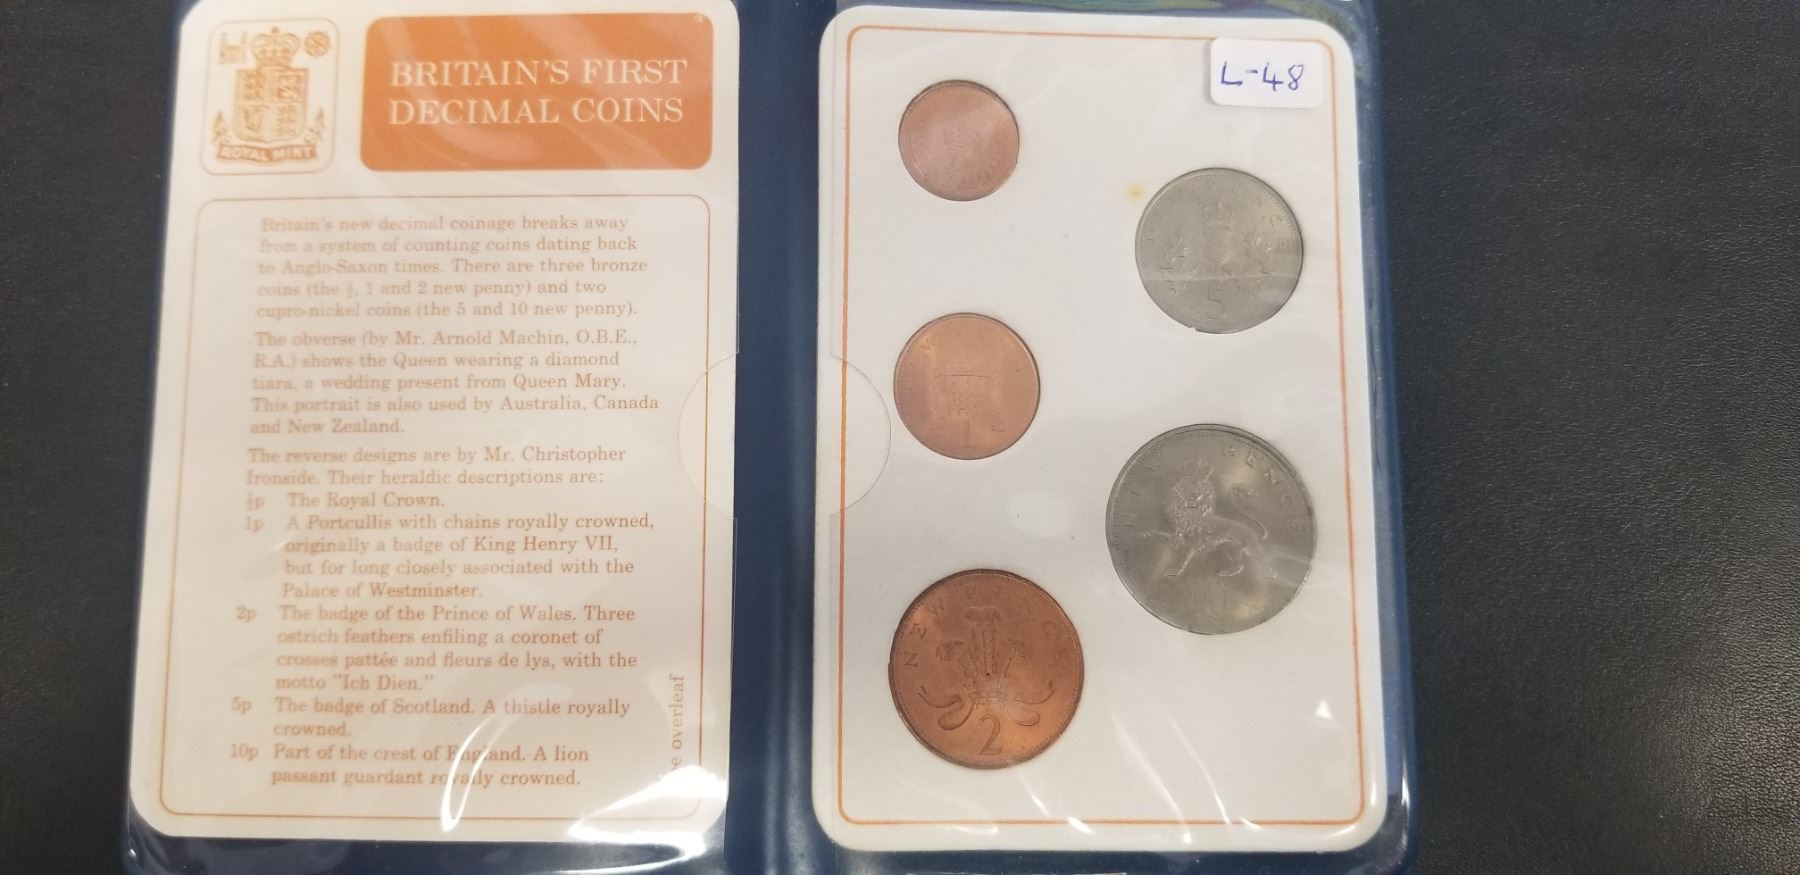 ROYAL MINT
BRITAIN'S FIRST
DECIMAL COINS
Britain's new decimal coinage breaks away
from a system of counting coins dating back
to Anglo-Saxon times. There are three bronze
coins (the ½, 1 and 2 new penny) and two
cupro-nickel coins (the 5 and 10 new penny).
The obverse (by Mr. Arnold Machin, O.B.E.,
R.A.) shows the Queen wearing a diamond
tiara, a wedding present from Queen Mary.
This portrait is also used by Australia, Canada
and New Zealand.
The reverse designs are by Mr. Christopher
Ironside. Their heraldic descriptions are:
½p The Royal Crown.
1p A Portcullis with chains royally crowned,
originally a badge of King Henry VII,
but for long closely associated with the
Palace of Westminster.
2p The badge of the Prince of Wales. Three
ostrich feathers enfiling a coronet of
crosses pattée and fleurs de lys, with the
motto "Ich Dien."
5p The badge of Scotland. A thistle royally
crowned.
10p Part of the crest of England. A lion
passant guardant royally crowned.
overleaf
L-48
5
1
10
NEW PENCE
2